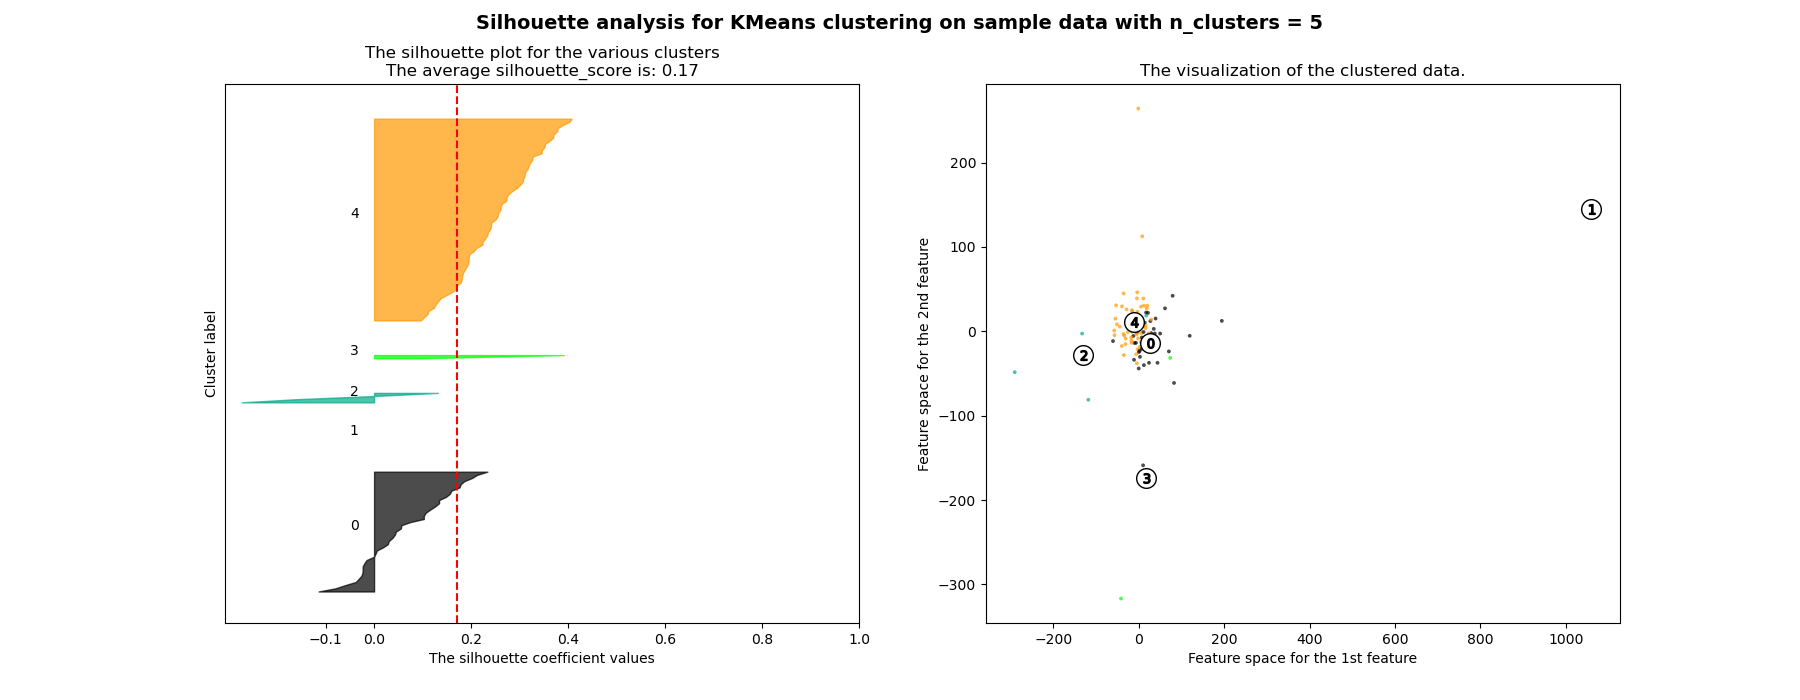 Silhouette analysis for KMeans clustering on sample data with n_clusters = 5
The silhouette plot for the various clusters
The average silhouette_score is: 0.17
4
3
2
1
0
Cluster label
−0.1 0.0 0.2 0.4 0.6 0.8 1.0
The silhouette coefficient values
The visualization of the clustered data.
200
100
0
−100
−200
−300
Feature space for the 2nd feature
1
4
0
2
3
−200 0 200 400 600 800 1000
Feature space for the 1st feature